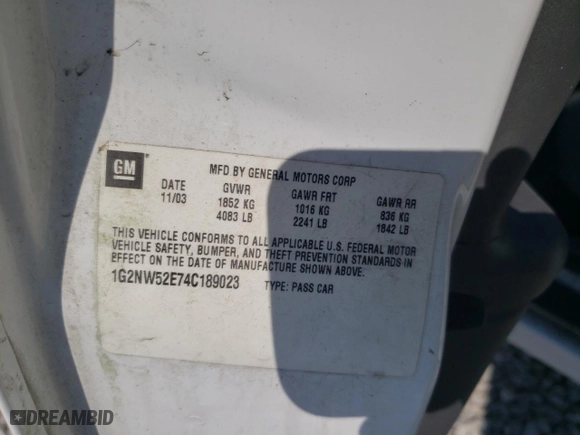 GM
MFD BY GENERAL MOTORS CORP
DATE GVWR GAWR FRT GAWR RR
11/03 1852 KG 1016 KG 836 KG
4083 LB 2241 LB 1842 LB
THIS VEHICLE CONFORMS TO ALL APPLICABLE U.S. FEDERAL MOTOR
VEHICLE SAFETY, BUMPER, AND THEFT PREVENTION STANDARDS IN
EFFECT ON THE DATE OF MANUFACTURE SHOWN ABOVE.
1G2NW52E74C189023 TYPE: PASS CAR
DREAMBID